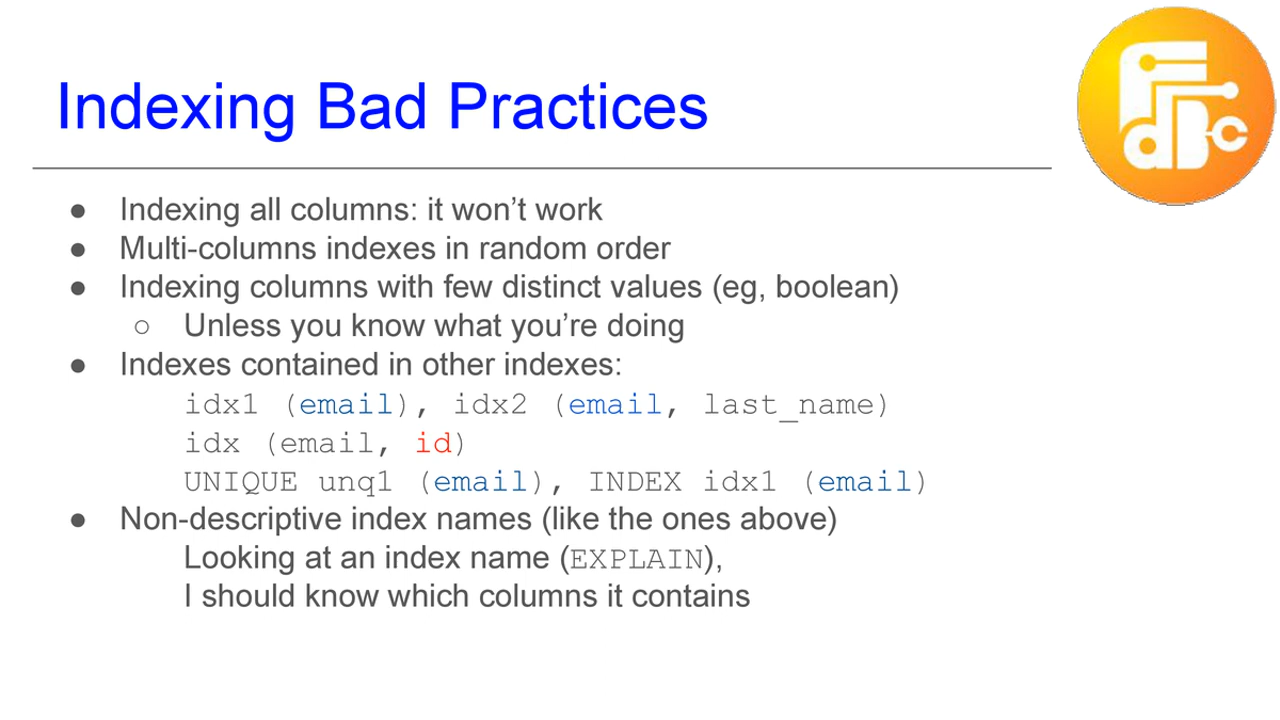 Indexing Bad Practices
● Indexing all columns: it won’t work
● Multi-columns indexes in random order
● Indexing columns with few distinct values (eg, boolean)
○ Unless you know what you’re doing
● Indexes contained in other indexes:
idx1 (email), idx2 (email, last_name)
idx (email, id)
UNIQUE unq1 (email), INDEX idx1 (email)
● Non-descriptive index names (like the ones above)
Looking at an index name (EXPLAIN),
I should know which columns it contains